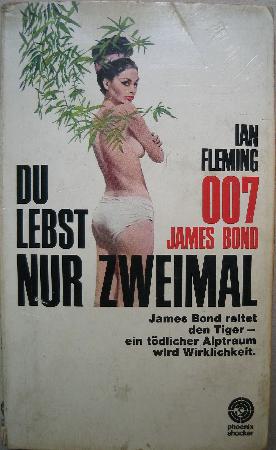 IAN
FLEMING
007
JAMES BOND
DU
LEBST
NUR ZWEIMAL
James Bond reitet
den Tiger –
ein tödlicher Alptraum
wird Wirklichkeit.
phoenix
shocker